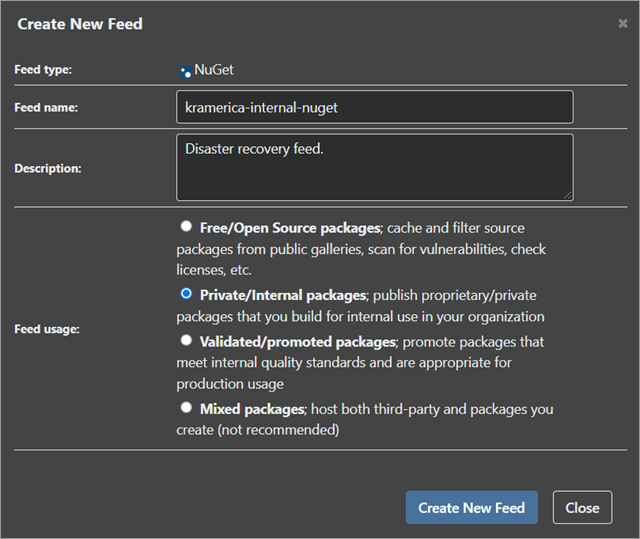 Create New Feed
Feed type:
NuGet
Feed name:
kramerica-internal-nuget
Description:
Disaster recovery feed.
Feed usage:
Free/Open Source packages; cache and filter source
packages from public galleries, scan for vulnerabilities, check
licenses, etc.
Private/Internal packages; publish proprietary/private
packages that you build for internal use in your organization
Validated/promoted packages; promote packages that
meet internal quality standards and are appropriate for
production usage
Mixed packages; host both third-party and packages you
create (not recommended)
Create New Feed
Close